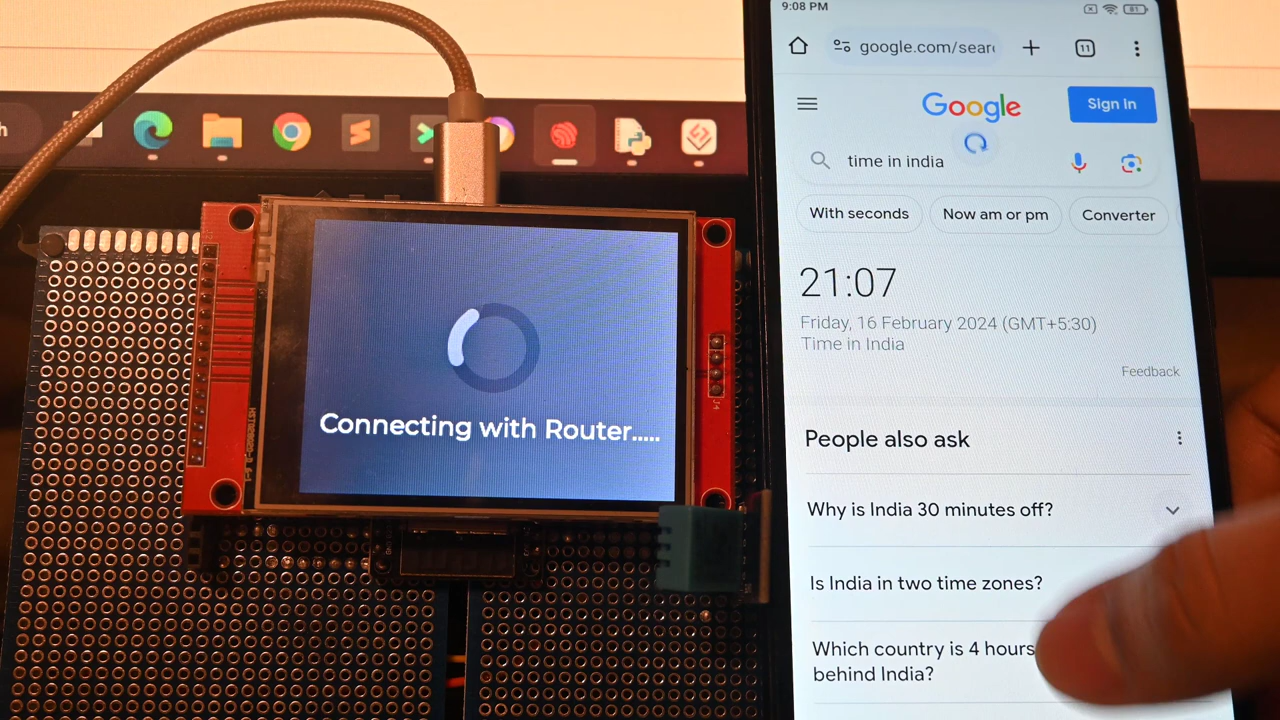 9:08 PM
81
google.com/sear
11
Google
Sign in
time in india
With seconds
Now am or pm
Converter
21:07
Friday, 16 February 2024 (GMT+5:30)
Time in India
Feedback
People also ask
Why is India 30 minutes off?
Is India in two time zones?
Which country is 4 hours
behind India?
Connecting with Router.....
J4